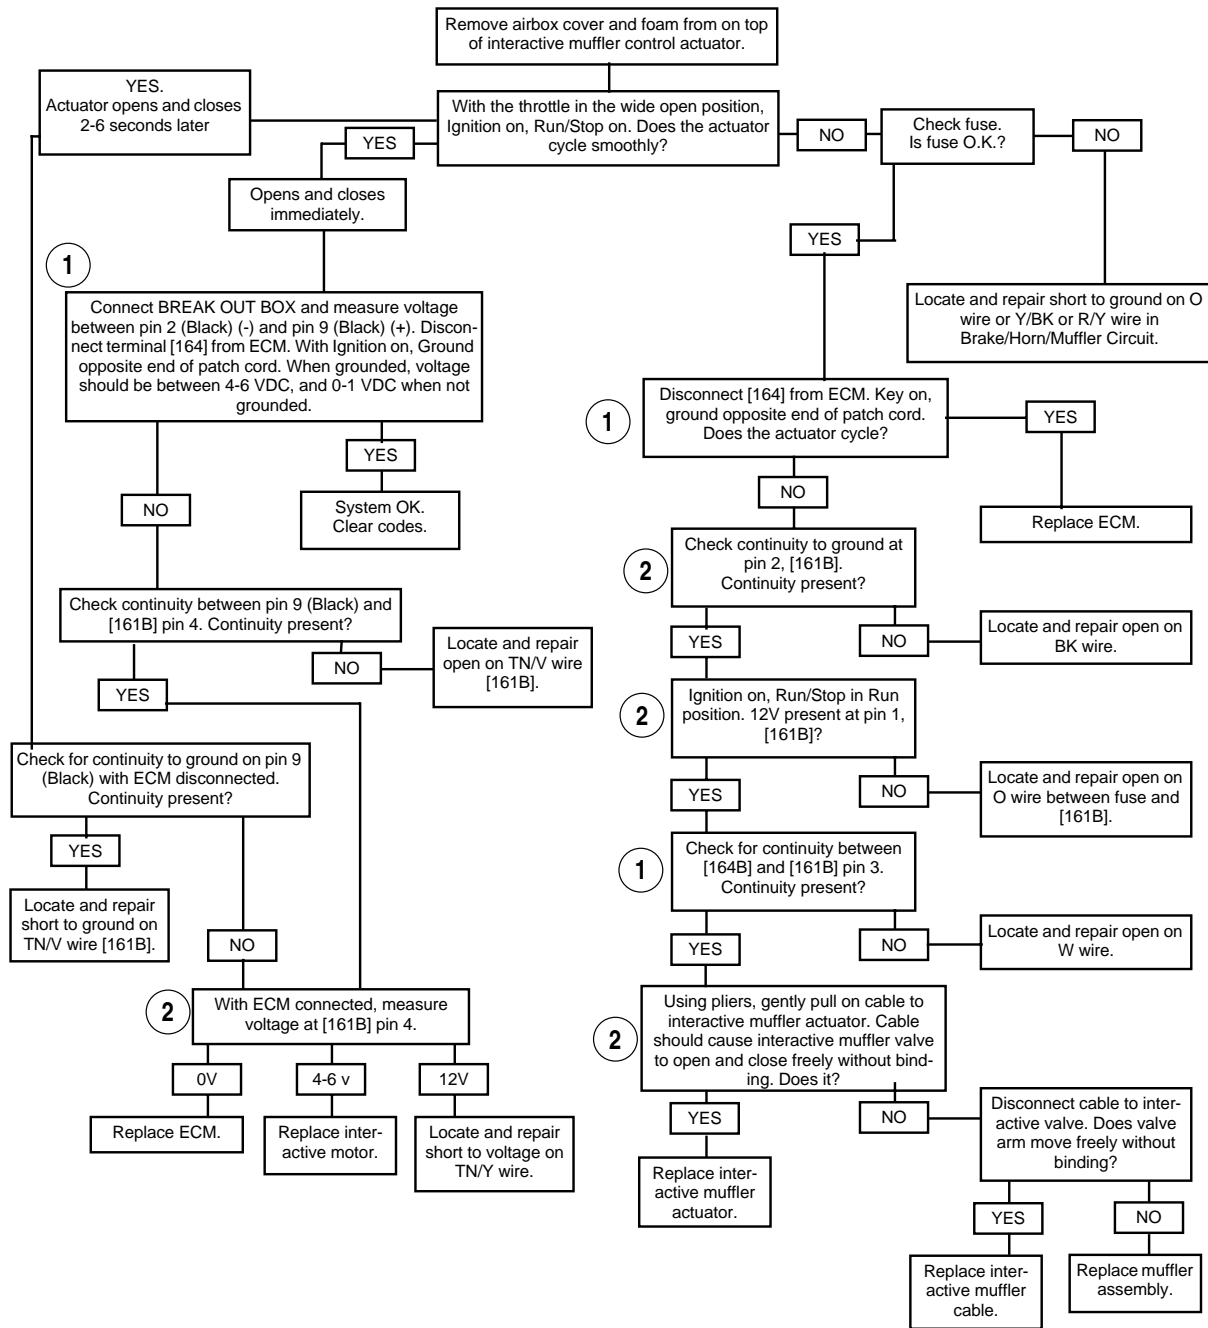 Remove airbox cover and foam from on top
of interactive muffler control actuator.
YES.
Actuator opens and closes
2-6 seconds later
With the throttle in the wide open position,
Ignition on, Run/Stop on. Does the actuator
cycle smoothly?
NO
Check fuse.
Is fuse O.K.?
NO
YES
Opens and closes
immediately.
YES
1
Connect BREAK OUT BOX and measure voltage
between pin 2 (Black) (-) and pin 9 (Black) (+). Discon-
nect terminal [164] from ECM. With Ignition on, Ground
opposite end of patch cord. When grounded, voltage
should be between 4-6 VDC, and 0-1 VDC when not
grounded.
Locate and repair short to ground on O
wire or Y/BK or R/Y wire in
Brake/Horn/Muffler Circuit.
1
Disconnect [164] from ECM. Key on,
ground opposite end of patch cord.
Does the actuator cycle?
YES
YES
NO
NO
System OK.
Clear codes.
Replace ECM.
2
Check continuity to ground at
pin 2, [161B].
Continuity present?
Check continuity between pin 9 (Black) and
[161B] pin 4. Continuity present?
YES
NO
Locate and repair open on
BK wire.
NO
Locate and repair
open on TN/V wire
[161B].
YES
2
Ignition on, Run/Stop in Run
position. 12V present at pin 1,
[161B]?
Check for continuity to ground on pin 9
(Black) with ECM disconnected.
Continuity present?
YES
NO
Locate and repair open on
O wire between fuse and
[161B].
YES
1
Check for continuity between
[164B] and [161B] pin 3.
Continuity present?
Locate and repair
short to ground on
TN/V wire [161B].
NO
YES
NO
Locate and repair open on
W wire.
2
With ECM connected, measure
voltage at [161B] pin 4.
2
Using pliers, gently pull on cable to
interactive muffler actuator. Cable
should cause interactive muffler valve
to open and close freely without bind-
ing. Does it?
0V
4-6 v
12V
Replace ECM.
Replace inter-
active motor.
Locate and repair
short to voltage on
TN/Y wire.
YES
NO
Disconnect cable to inter-
active valve. Does valve
arm move freely without
binding?
Replace inter-
active muffler
actuator.
YES
NO
Replace inter-
active muffler
cable.
Replace muffler
assembly.